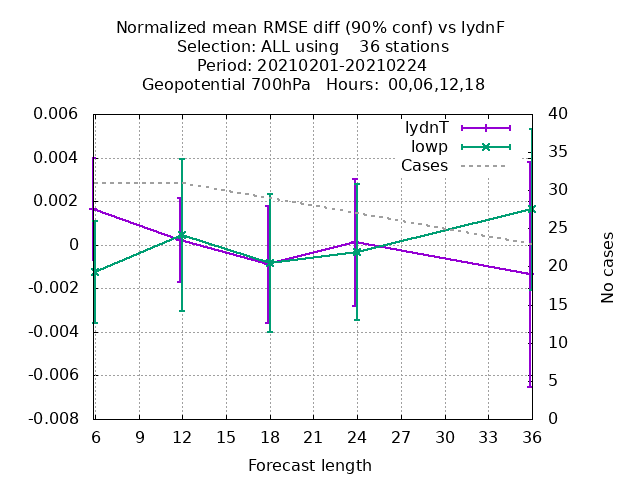 Normalized mean RMSE diff (90% conf) vs lydnF
Selection: ALL using    36 stations
Period: 20210201-20210224
Geopotential 700hPa   Hours:  00,06,12,18
0.006
0.004
0.002
0
-0.002
-0.004
-0.006
-0.008
lydnT
lowp
Cases
40
35
30
25
20
15
10
5
0
No cases
6 9 12 15 18 21 24 27 30 33 36
Forecast length